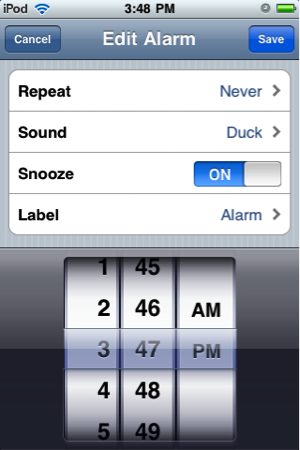 iPod 3:48 PM
Cancel Edit Alarm Save
Repeat Never
Sound Duck
Snooze ON
Label Alarm
1 45
2 46 AM
3 47 PM
4 48
5 49